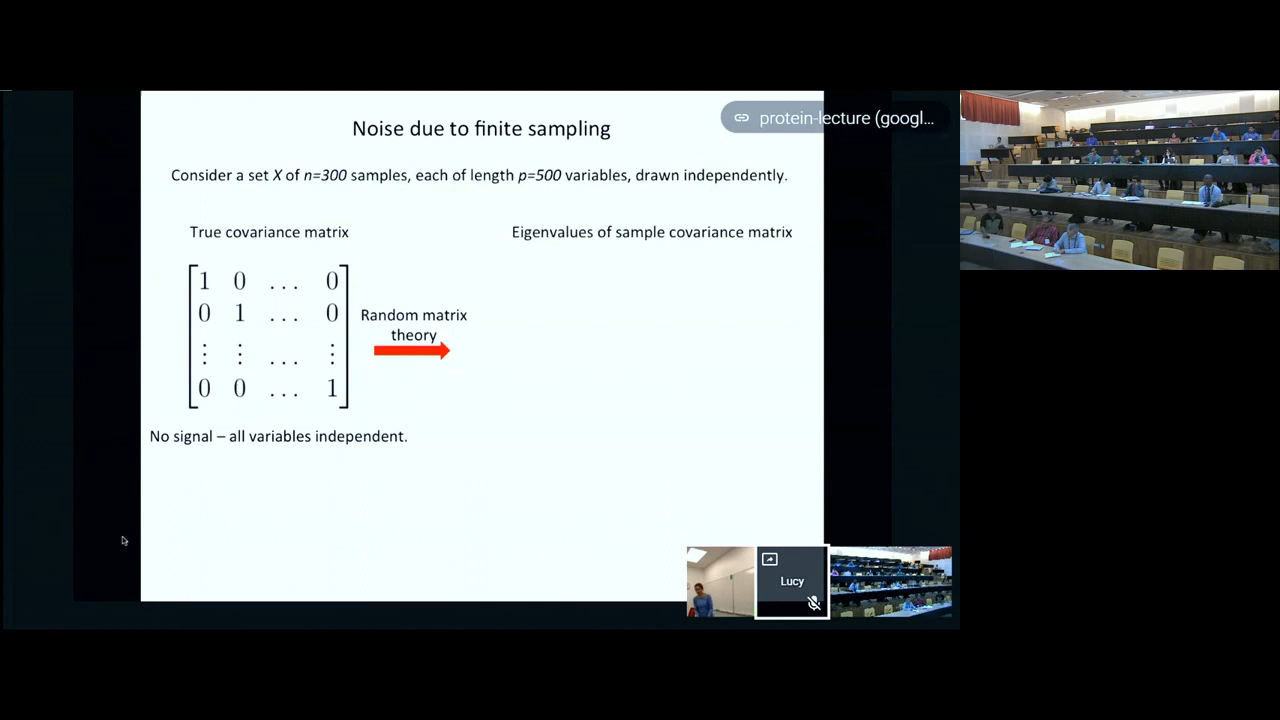 Noise due to finite sampling
protein-lecture (googl...
Consider a set X of n=300 samples, each of length p=500 variables, drawn independently.
True covariance matrix
Eigenvalues of sample covariance matrix
1 0 ... 0
0 1 ... 0
⋮ ⋮ ... ⋮
0 0 ... 1
Random matrix
theory
No signal – all variables independent.
Lucy